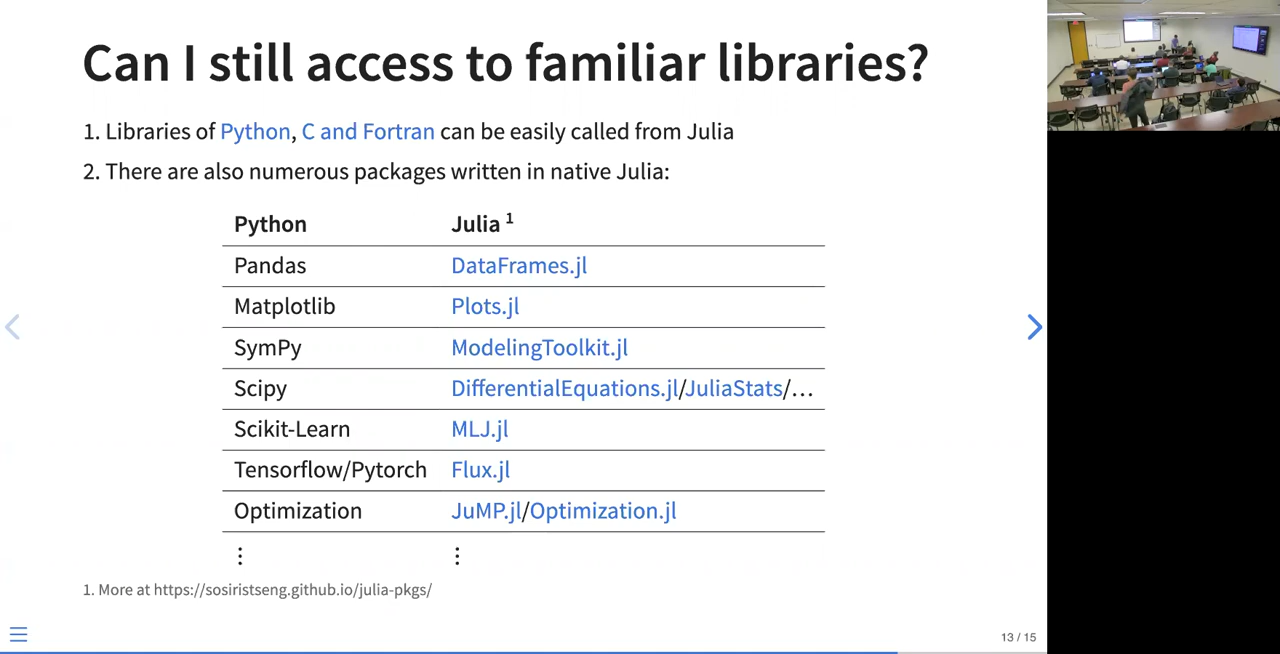 Can I still access to familiar libraries?
1. Libraries of Python, C and Fortran can be easily called from Julia
2. There are also numerous packages written in native Julia:
Python Julia 1
Pandas DataFrames.jl
Matplotlib Plots.jl
SymPy ModelingToolkit.jl
Scipy DifferentialEquations.jl/JuliaStats/…
Scikit-Learn MLJ.jl
Tensorflow/Pytorch Flux.jl
Optimization JuMP.jl/Optimization.jl
⋮ ⋮
1. More at https://sosiristseng.github.io/julia-pkgs/
13 / 15